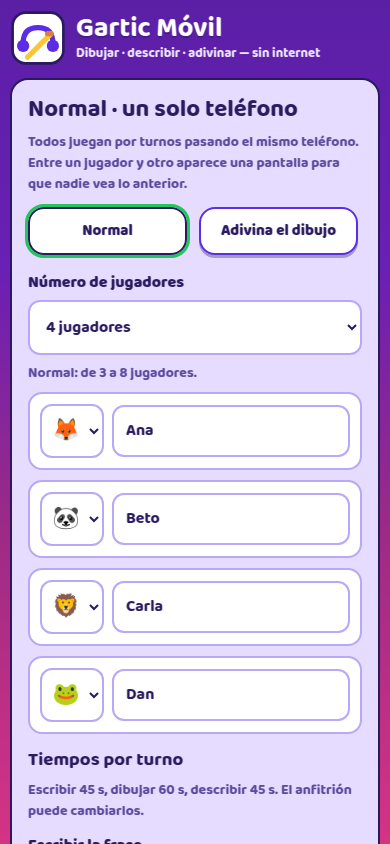 Gartic Móvil
Dibujar · describir · adivinar — sin internet
Normal · un solo teléfono
Todos juegan por turnos pasando el mismo teléfono.
Entre un jugador y otro aparece una pantalla para
que nadie vea lo anterior.
Normal
Adivina el dibujo
Número de jugadores
4 jugadores
Normal: de 3 a 8 jugadores.
Ana
Beto
Carla
Dan
Tiempos por turno
Escribir 45 s, dibujar 60 s, describir 45 s. El anfitrión
puede cambiarlos.
Escribir la frase